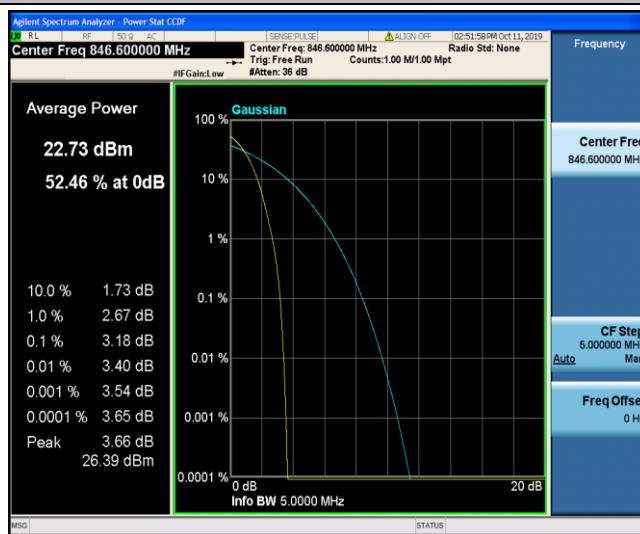 Agilent Spectrum Analyzer - Power Stat CCDF
RL RF 50 Ω AC SENSE:PULSE ALIGN OFF 02:51:58PM Oct 11, 2019
Center Freq 846.600000 MHz
Center Freq: 846.600000 MHz Radio Std: None
Trig: Free Run Counts:1.00 M/1.00 Mpt
#IFGain:Low #Atten: 36 dB
Frequency
Average Power
22.73 dBm
52.46 % at 0dB
10.0 % 1.73 dB
1.0 % 2.67 dB
0.1 % 3.18 dB
0.01 % 3.40 dB
0.001 % 3.54 dB
0.0001 % 3.65 dB
Peak 3.66 dB
26.39 dBm
Gaussian
100 %
10 %
1 %
0.1 %
0.01 %
0.001 %
0.0001 %
0 dB 20 dB
Info BW 5.0000 MHz
Center Fre
846.600000 MH
CF Step
5.000000 MH
Auto Ma
Freq Offse
0 H
MSG STATUS